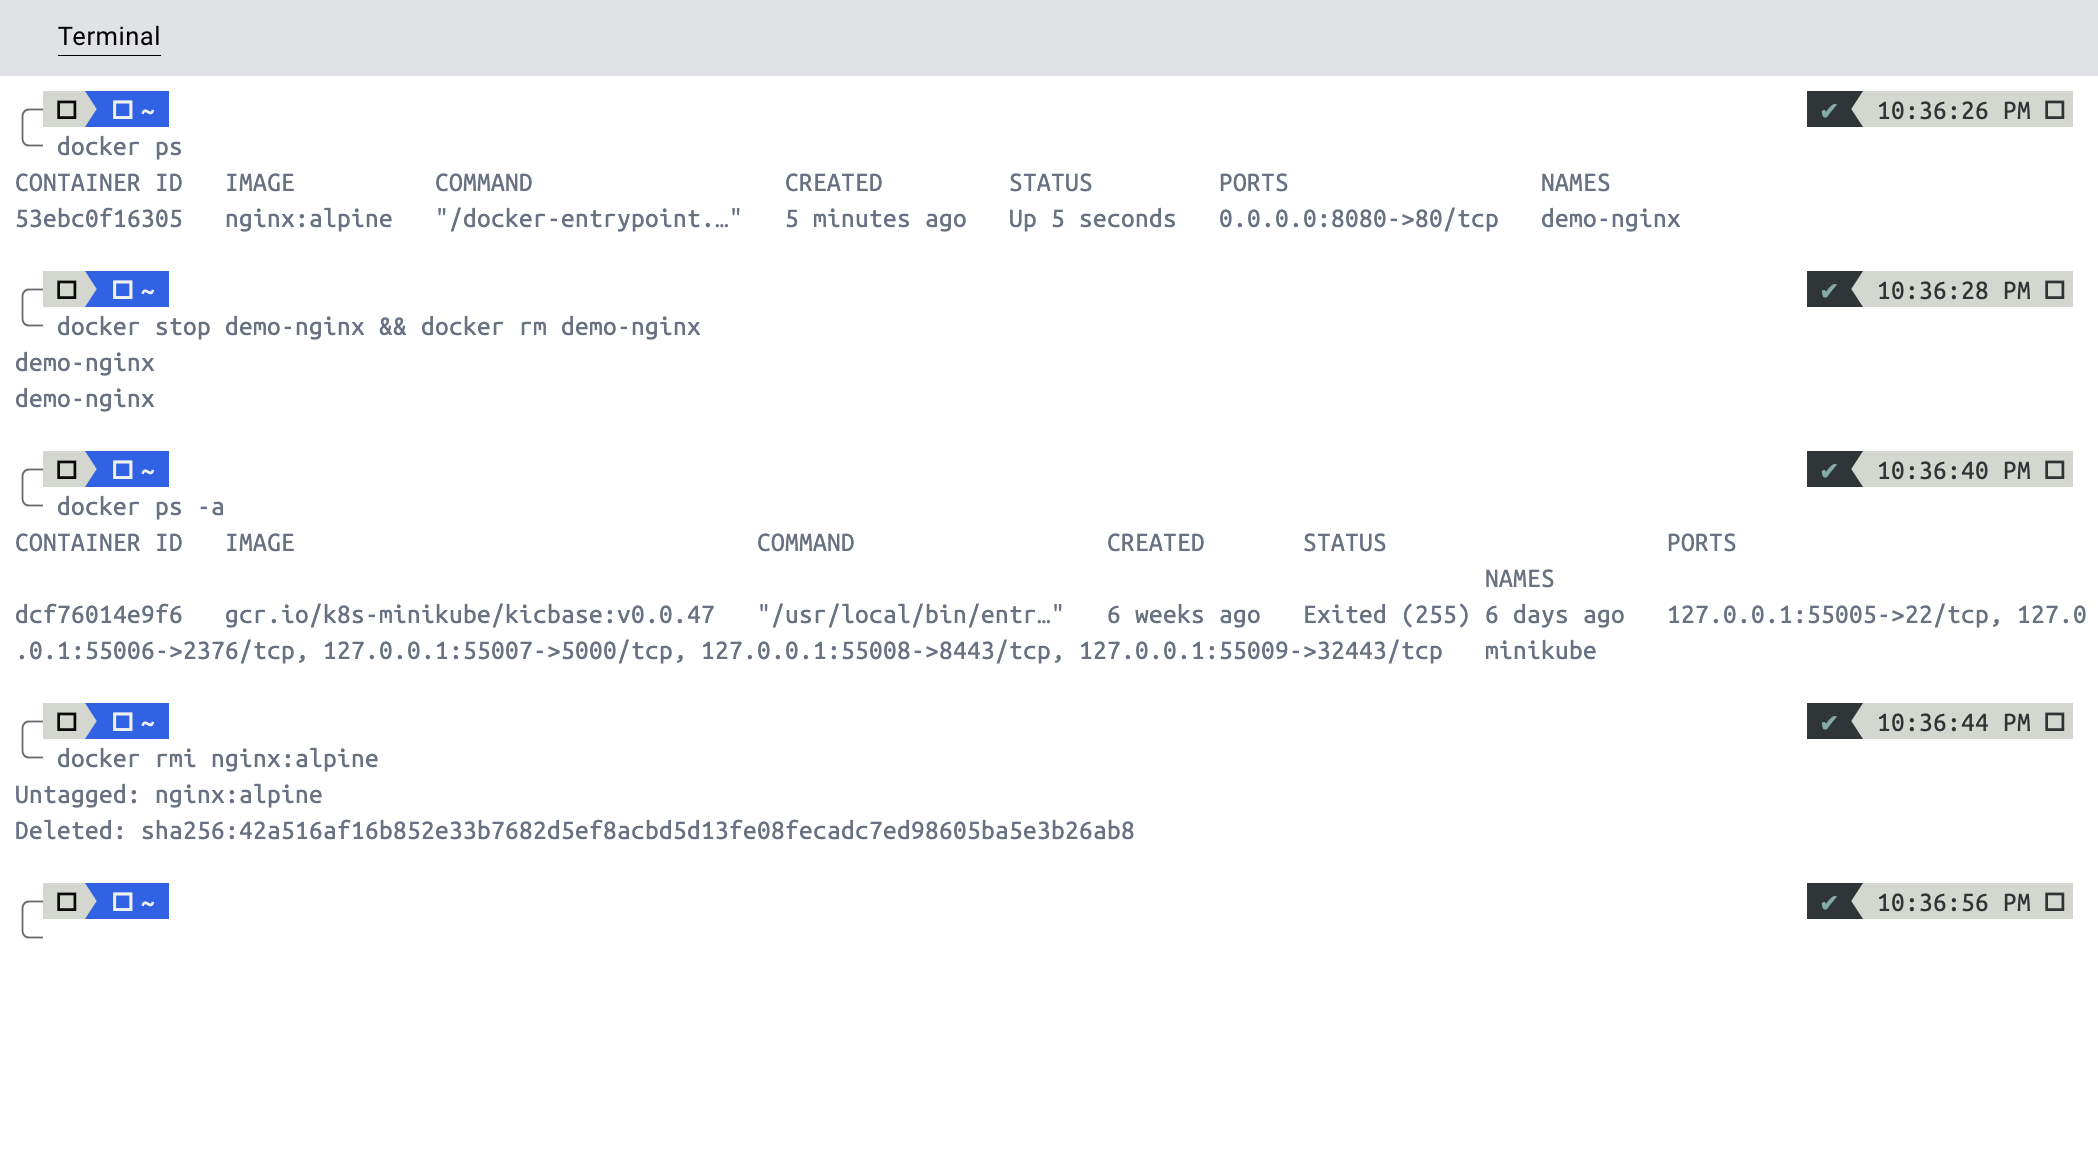 Terminal
~ ✔ 10:36:26 PM
docker ps
CONTAINER ID   IMAGE          COMMAND                  CREATED         STATUS         PORTS                  NAMES
53ebc0f16305   nginx:alpine   "/docker-entrypoint.…"   5 minutes ago   Up 5 seconds   0.0.0.0:8080->80/tcp   demo-nginx
~ ✔ 10:36:28 PM
docker stop demo-nginx && docker rm demo-nginx
demo-nginx
demo-nginx
~ ✔ 10:36:40 PM
docker ps -a
CONTAINER ID   IMAGE                                 COMMAND                  CREATED       STATUS                    PORTS
NAMES
dcf76014e9f6   gcr.io/k8s-minikube/kicbase:v0.0.47   "/usr/local/bin/entr…"   6 weeks ago   Exited (255) 6 days ago   127.0.0.1:55005->22/tcp, 127.0
.0.1:55006->2376/tcp, 127.0.0.1:55007->5000/tcp, 127.0.0.1:55008->8443/tcp, 127.0.0.1:55009->32443/tcp   minikube
~ ✔ 10:36:44 PM
docker rmi nginx:alpine
Untagged: nginx:alpine
Deleted: sha256:42a516af16b852e33b7682d5ef8acbd5d13fe08fecadc7ed98605ba5e3b26ab8
~ ✔ 10:36:56 PM